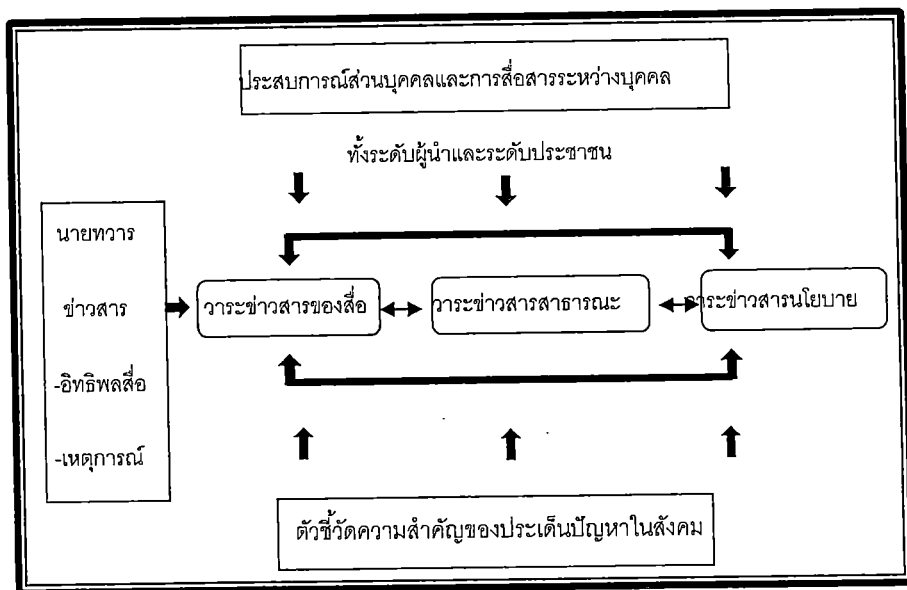 ประสบการณ์ส่วนบุคคลและการสื่อสารระหว่างบุคคล
ทั้งระดับผู้นำและระดับประชาชน
นายทวาร
ข่าวสาร
-อิทธิพลสื่อ
-เหตุการณ์
วาระข่าวสารของสื่อ
วาระข่าวสารสาธารณะ
วาระข่าวสารนโยบาย
ตัวชี้วัดความสำคัญของประเด็นปัญหาในสังคม